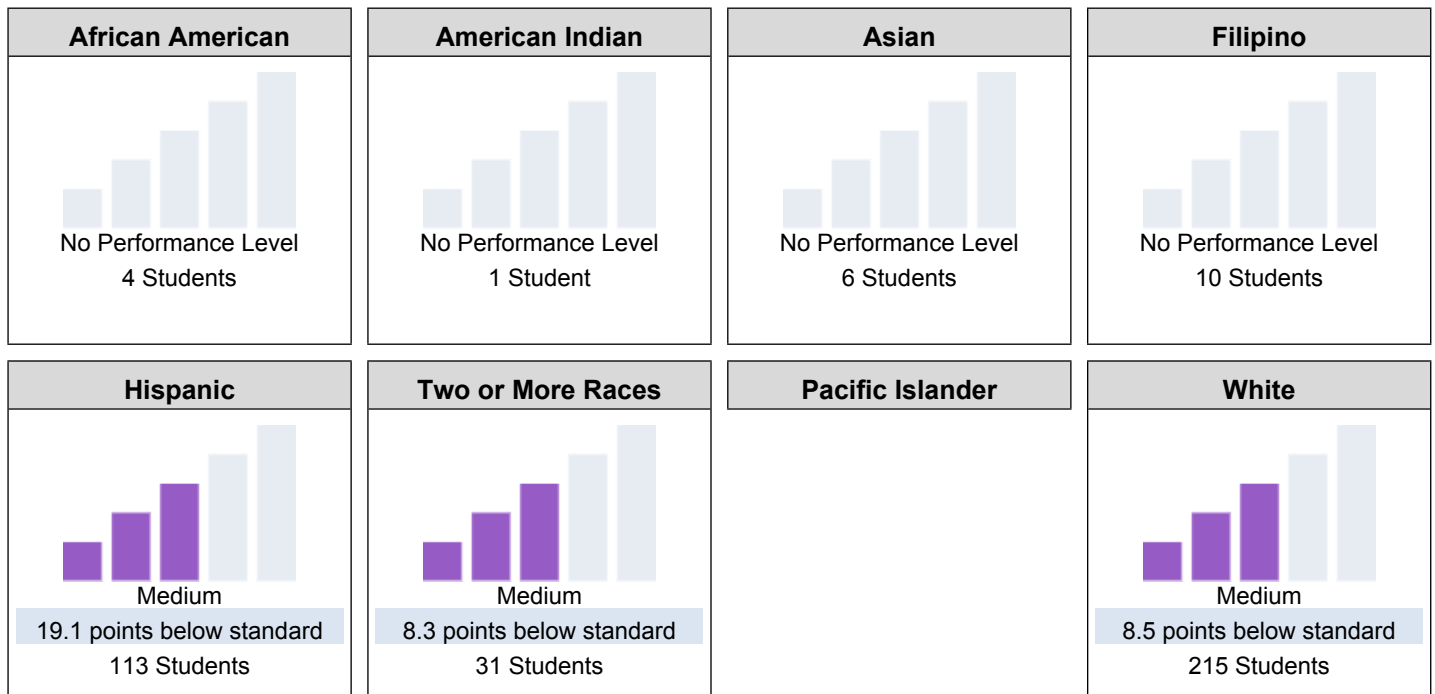 African American
No Performance Level
4 Students
American Indian
No Performance Level
1 Student
Asian
No Performance Level
6 Students
Filipino
No Performance Level
10 Students
Hispanic
Medium
19.1 points below standard
113 Students
Two or More Races
Medium
8.3 points below standard
31 Students
Pacific Islander
White
Medium
8.5 points below standard
215 Students